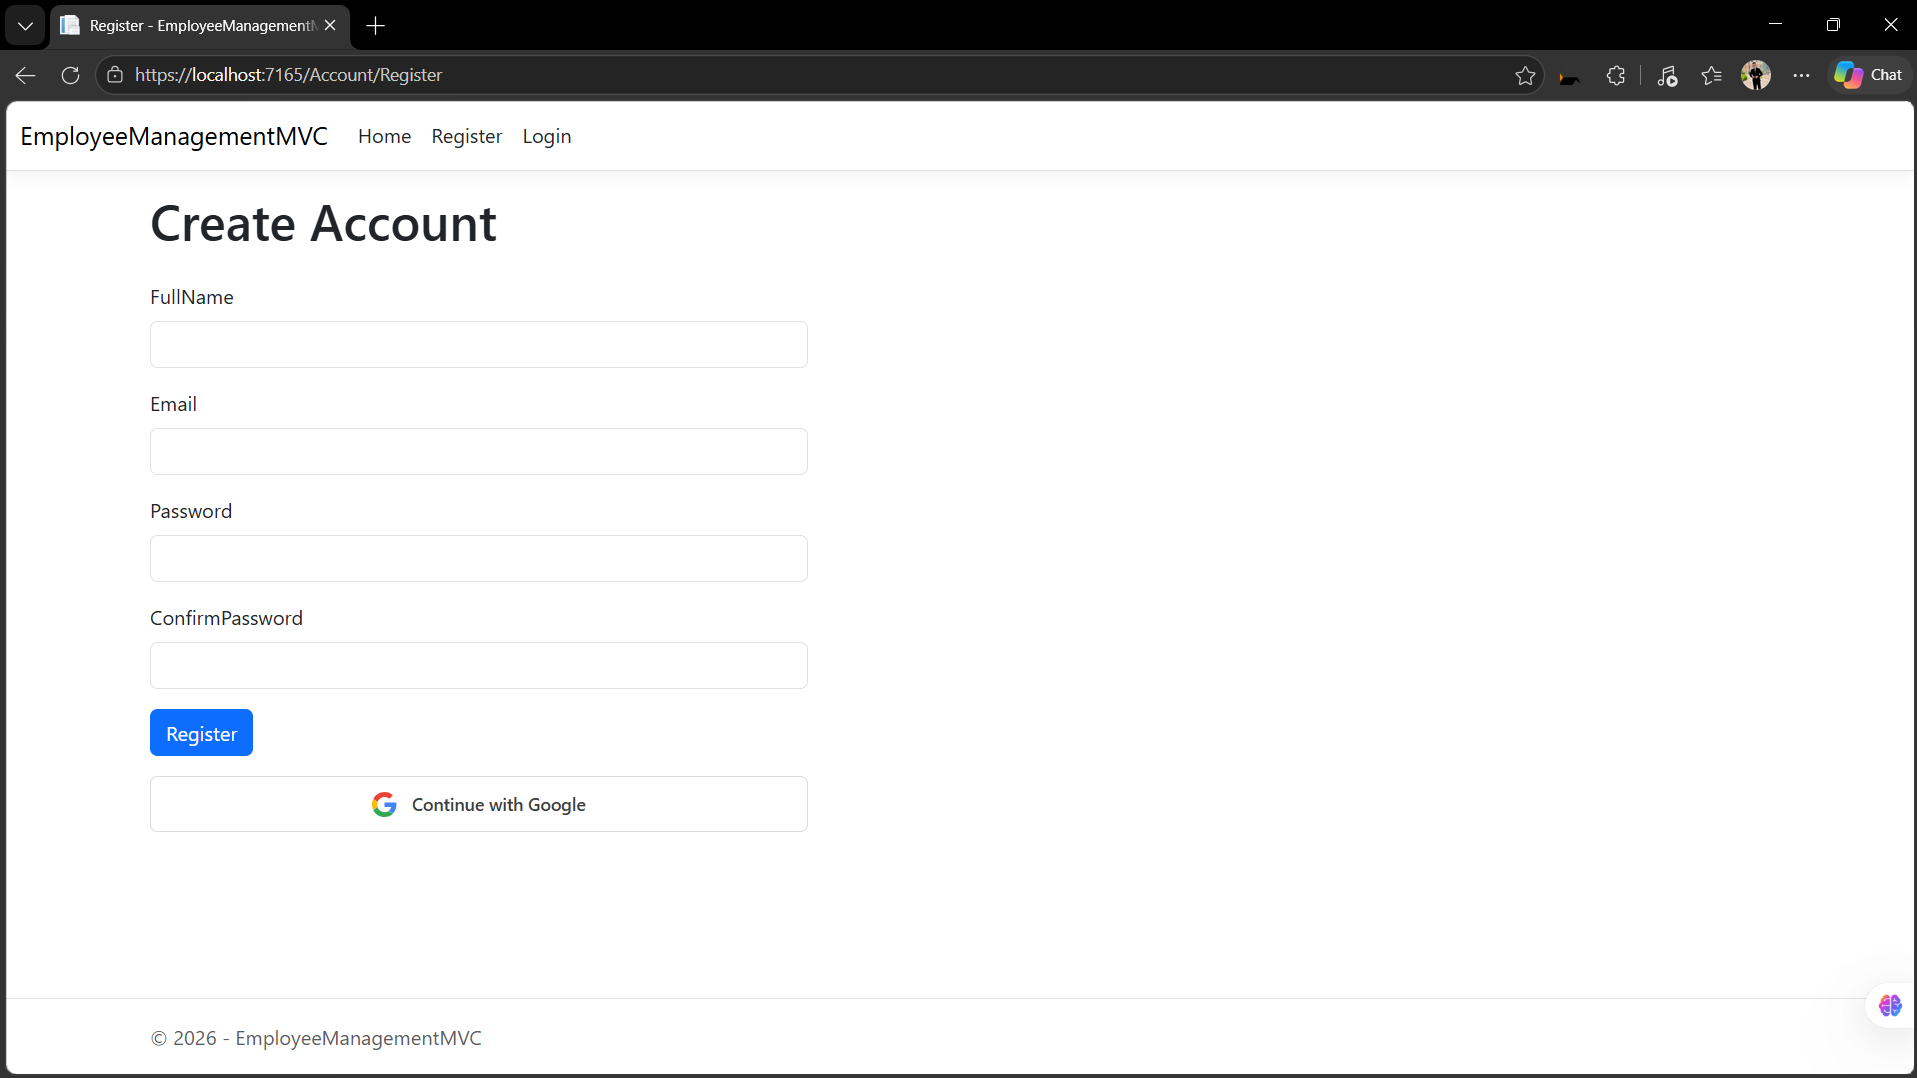 Register - EmployeeManagement
https://localhost:7165/Account/Register
Chat
EmployeeManagementMVC Home Register Login
Create Account
FullName
Email
Password
ConfirmPassword
Register
Continue with Google
© 2026 - EmployeeManagementMVC